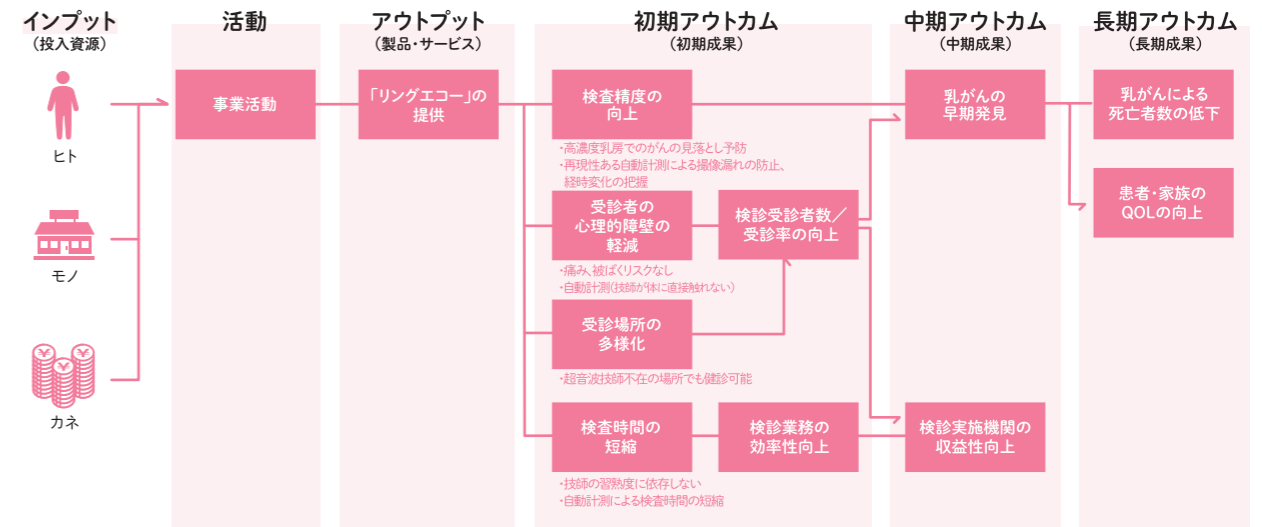 インプット
（投入資源）
活動
アウトプット
（製品・サービス）
初期アウトカム
（初期成果）
中期アウトカム
（中期成果）
長期アウトカム
（長期成果）
ヒト
モノ
カネ
¥
¥
¥
事業活動
「リングエコー」の
提供
検査精度の
向上
・高濃度乳房でのがんの見落とし予防
・再現性ある自動計測による撮像漏れの防止、
経時変化の把握
受診者の
心理的障壁の
軽減
・痛み、被ばくリスクなし
・自動計測（技師が体に直接触れない）
検診受診者数／
受診率の向上
受診場所の
多様化
・超音波技師不在の場所でも健診可能
検査時間の
短縮
・技師の習熟度に依存しない
・自動計測による検査時間の短縮
検診業務の
効率性向上
乳がんの
早期発見
検診実施機関の
収益性向上
乳がんによる
死亡者数の低下
患者・家族の
QOLの向上